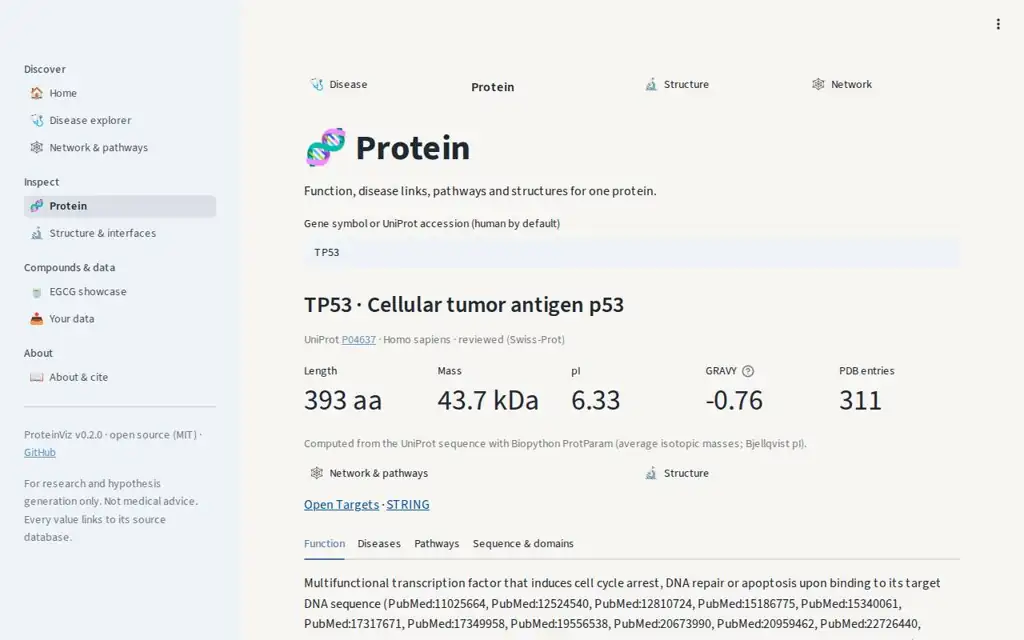 Discover
Home
Disease explorer
Network & pathways
Inspect
Protein
Structure & interfaces
Compounds & data
EGCG showcase
Your data
About
About & cite
ProteinViz v0.2.0 · open source (MIT) ·
GitHub
For research and hypothesis
generation only. Not medical advice.
Every value links to its source
database.
Disease
Protein
Structure
Network
Protein
Function, disease links, pathways and structures for one protein.
Gene symbol or UniProt accession (human by default)
TP53
TP53 · Cellular tumor antigen p53
UniProt P04637 · Homo sapiens · reviewed (Swiss-Prot)
Length
Mass
pI
GRAVY
PDB entries
393 aa
43.7 kDa
6.33
-0.76
311
Computed from the UniProt sequence with Biopython ProtParam (average isotopic masses; Bjellqvist pI).
Network & pathways
Structure
Open Targets · STRING
Function
Diseases
Pathways
Sequence & domains
Multifunctional transcription factor that induces cell cycle arrest, DNA repair or apoptosis upon binding to its target
DNA sequence (PubMed:11025664, PubMed:12524540, PubMed:12810724, PubMed:15186775, PubMed:15340061,
PubMed:17317671, PubMed:17349958, PubMed:19556538, PubMed:20673990, PubMed:20959462, PubMed:22726440,